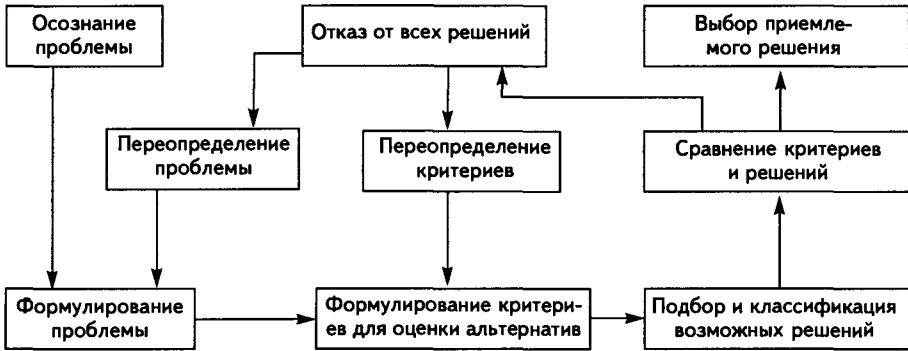 Осознание
проблемы
Отказ от всех решений
Выбор приемле-
мого решения
Переопределение
проблемы
Переопределение
критериев
Сравнение критериев
и решений
Формулирование
проблемы
Формулирование критери-
ев для оценки альтернатив
Подбор и классификация
возможных решений